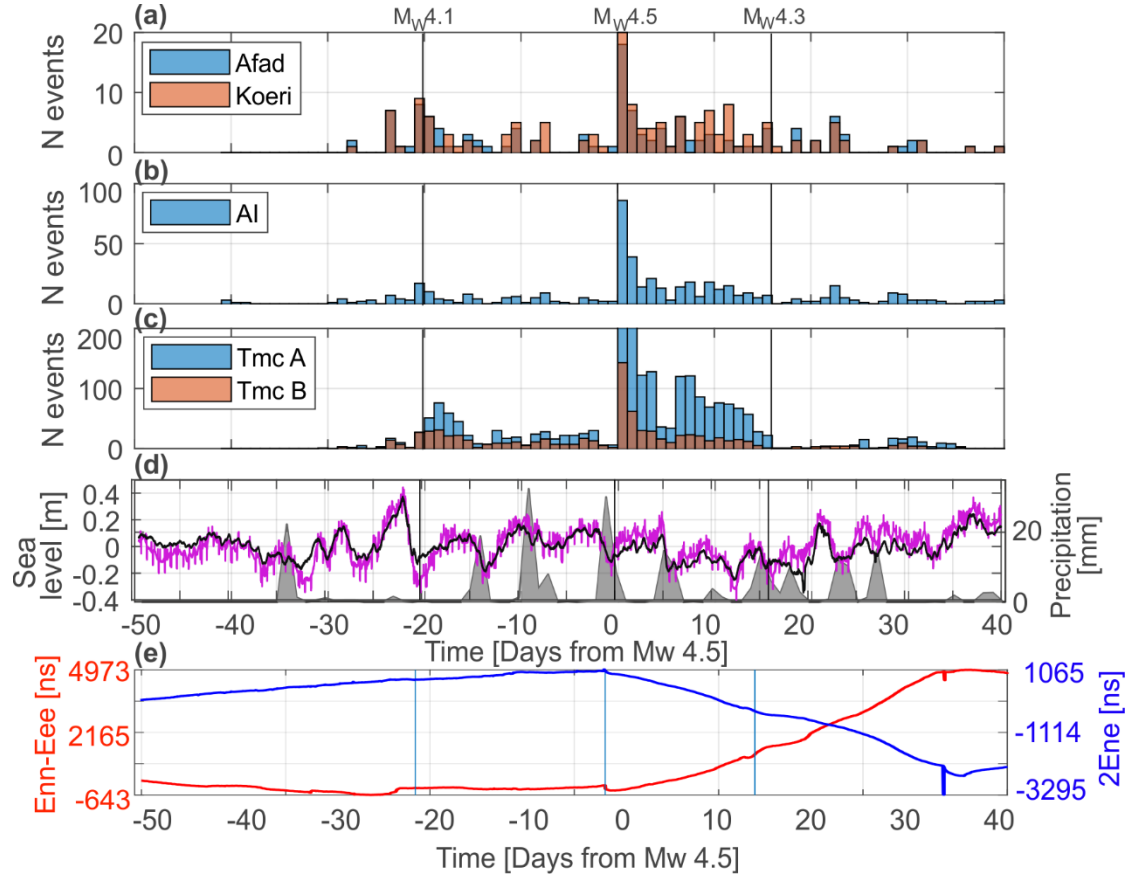 (a) M_W4.1 M_W4.5 M_W4.3
N events
20
10
0
Afad
Koeri
(b)
N events
100
50
0
AI
(c)
N events
200
100
0
Tmc A
Tmc B
(d)
Sea
level [m]
0.4
0.2
0
-0.2
-0.4
20
0
Precipitation
[mm]
-50 -40 -30 -20 -10 0 10 20 30 40
Time [Days from Mw 4.5]
(e)
Enn-Eee [ns]
4973
2165
-643
1065
-1114
-3295
2Ene [ns]
-50 -40 -30 -20 -10 0 10 20 30 40
Time [Days from Mw 4.5]